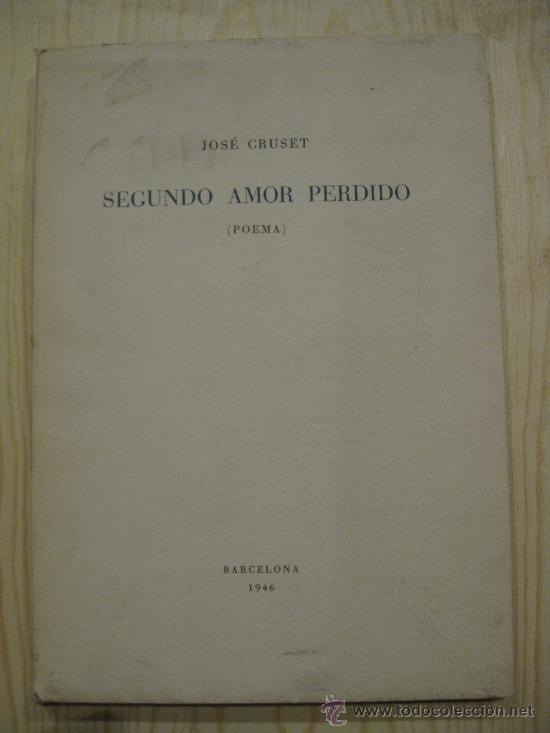 JOSÉ CRUSET
SEGUNDO AMOR PERDIDO
(POEMA)
BARCELONA
1946
www.todocoleccion.net